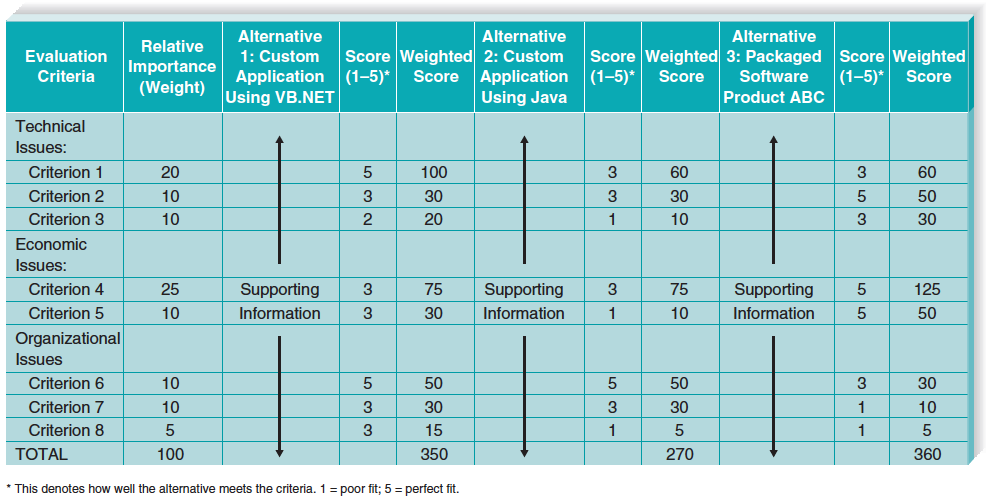 Evaluation Criteria | Relative Importance (Weight) | Alternative 1: Custom Application Using VB.NET | Score (1–5)* | Weighted Score | Alternative 2: Custom Application Using Java | Score (1–5)* | Weighted Score | Alternative 3: Packaged Software Product ABC | Score (1–5)* | Weighted Score
Technical Issues:
Criterion 1 | 20 | 5 | 100 | 3 | 60 | 3 | 60
Criterion 2 | 10 | 3 | 30 | 3 | 30 | 5 | 50
Criterion 3 | 10 | 2 | 20 | 1 | 10 | 3 | 30
Economic Issues:
Criterion 4 | 25 | Supporting | 3 | 75 | Supporting | 3 | 75 | Supporting | 5 | 125
Criterion 5 | 10 | Information | 3 | 30 | Information | 1 | 10 | Information | 5 | 50
Organizational Issues
Criterion 6 | 10 | 5 | 50 | 5 | 50 | 3 | 30
Criterion 7 | 10 | 3 | 30 | 3 | 30 | 1 | 10
Criterion 8 | 5 | 3 | 15 | 1 | 5 | 1 | 5
TOTAL | 100 | 350 | 270 | 360
* This denotes how well the alternative meets the criteria. 1 = poor fit; 5 = perfect fit.